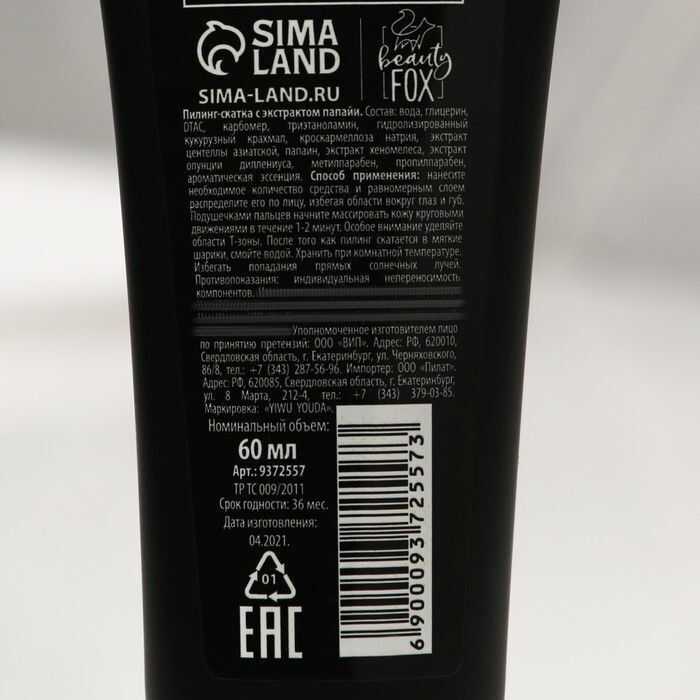 SIMA
LAND
beauty
FOX
SIMA-LAND.RU
Пилинг-скатка с экстрактом папайи. Состав: вода, глицерин,
DTAC, карбомер, триэтаноламин, гидролизированный
кукурузный крахмал, кроскармеллоза натрия, экстракт
центеллы азиатской, папаин, экстракт хеномелеса, экстракт
опунции диллениуса, метилпарабен, пропилпарабен,
ароматическая эссенция. Способ применения: нанесите
необходимое количество средства и равномерным слоем
распределите его по лицу, избегая области вокруг глаз и губ.
Подушечками пальцев начните массировать кожу круговыми
движениями в течение 1-2 минут. Особое внимание уделяйте
области Т-зоны. После того как пилинг скатается в мягкие
шарики, смойте водой. Хранить при комнатной температуре.
Избегать попадания прямых солнечных лучей.
Противопоказания: индивидуальная непереносимость
компонентов.
Уполномоченное изготовителем лицо
по принятию претензий: ООО «ВИП». Адрес: РФ, 620010,
Свердловская область, г. Екатеринбург, ул. Черняховского,
86/8, тел.: +7 (343) 287-56-96. Импортер: ООО «Пилат».
Адрес: РФ, 620085, Свердловская область, г. Екатеринбург,
ул. 8 Марта, 212-4, тел.: +7 (343) 379-03-85.
Маркировка: «YIWU YOUDA».
Номинальный объем:
60 мл
Арт.: 9372557
ТР ТС 009/2011
Срок годности: 36 мес.
Дата изготовления:
04.2021.
01
EAC
6 900093 725573